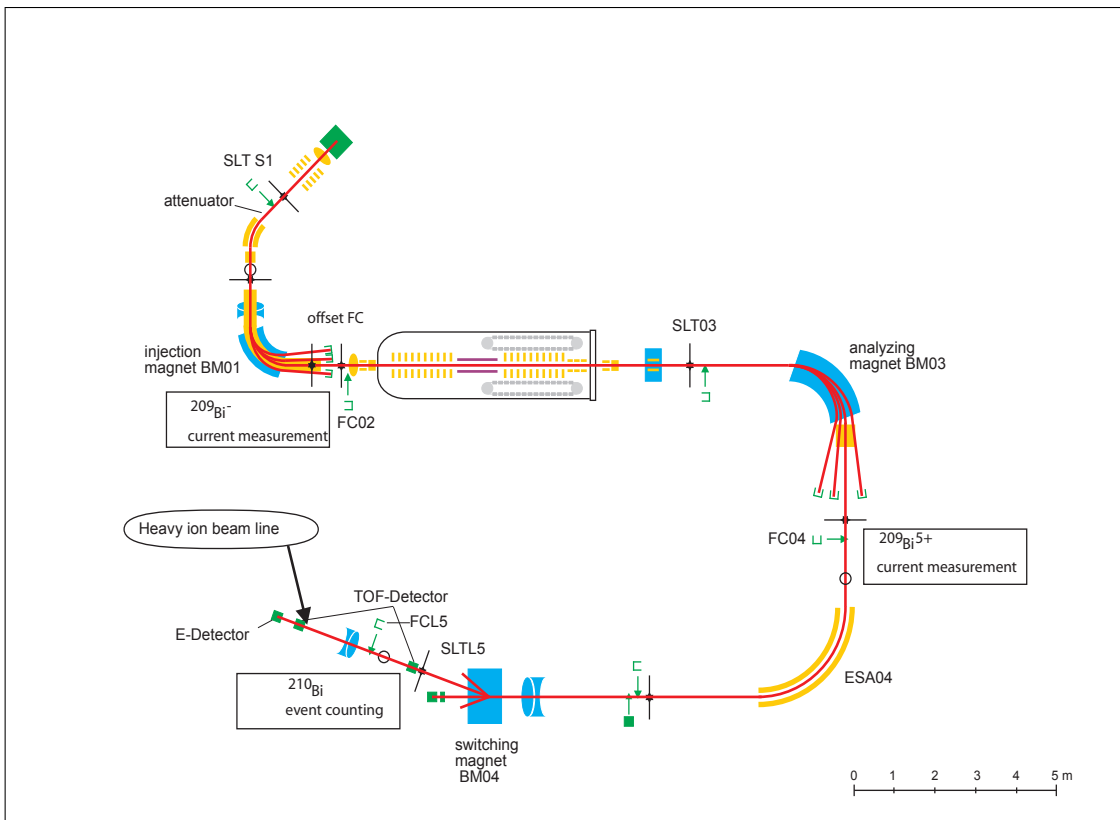 SLT S1
attenuator
offset FC
SLT03
analyzing
magnet BM03
injection
magnet BM01
209Bi-
current measurement
FC02
Heavy ion beam line
FC04
209Bi5+
current measurement
TOF-Detector
FCL5
E-Detector
SLTL5
ESA04
210Bi
event counting
switching
magnet
BM04
0 1 2 3 4 5 m